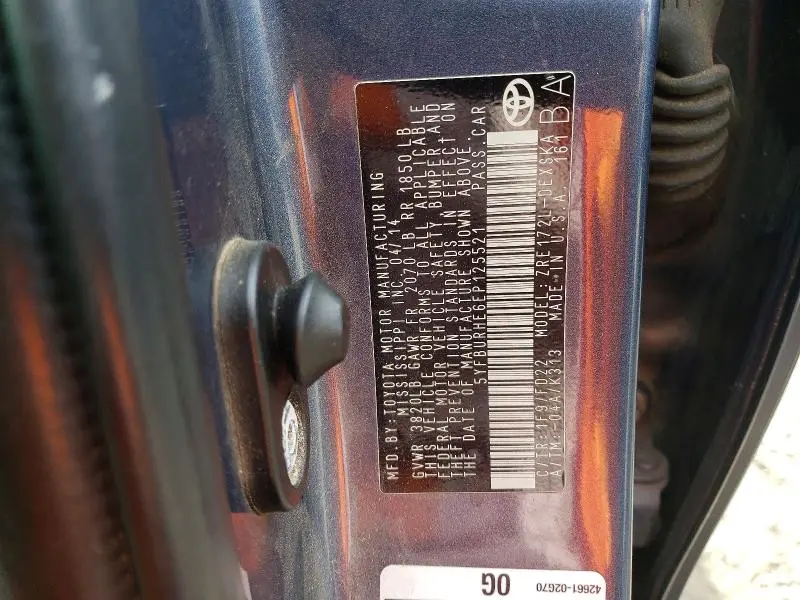 MFD. BY: TOYOTA MOTOR MANUFACTURING
MISSISSIPPI INC. 04/14
GVWR 3820LB GAWR FR 2070 LB RR 1850 LB
THIS VEHICLE CONFORMS TO ALL APPLICABLE
FEDERAL MOTOR VEHICLE SAFETY BUMPER AND
THEFT PREVENTION STANDARDS IN EFFECT ON
THE DATE OF MANUFACTURE SHOWN ABOVE.
5YFBURHE6EP125521 PASS. CAR
C/TR: 1F9/FD22 MODEL: ZRE172L-DEXSKA
A/TM: -04A/K313 MADE IN U.S.A. 161 BA
0G
42661-02G70